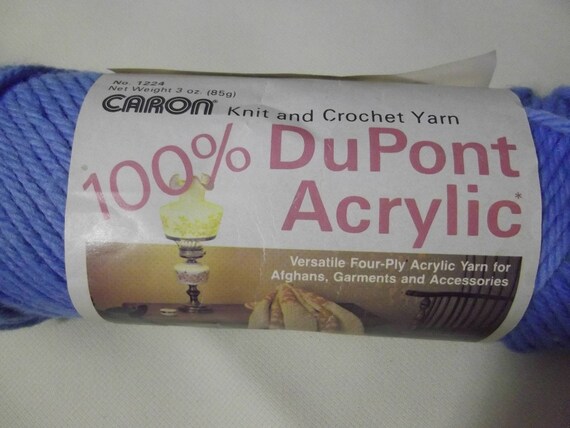 No. 1224
Net Weight 3 oz. (85g)
CARON® Knit and Crochet Yarn
100% DuPont
Acrylic*
Versatile Four-Ply Acrylic Yarn for
Afghans, Garments and Accessories